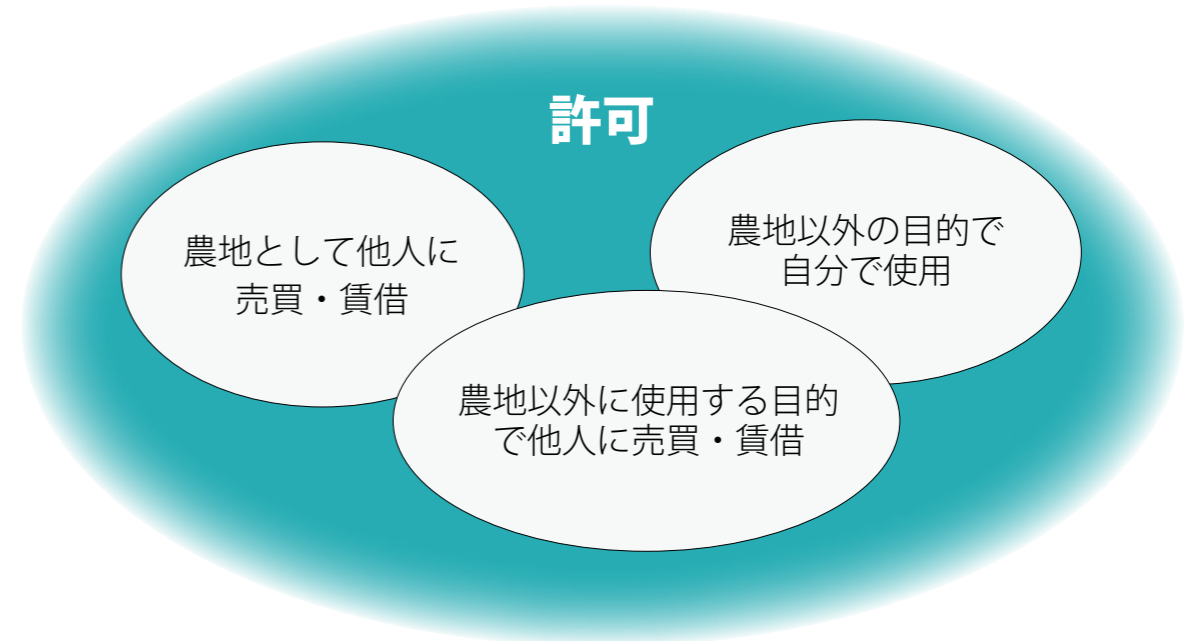 許可
農地として他人に
売買・賃借
農地以外の目的で
自分で使用
農地以外に使用する目的
で他人に売買・賃借